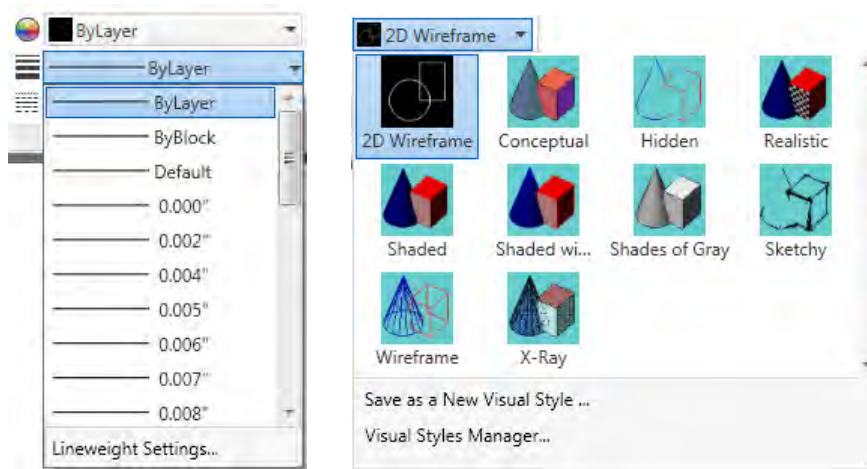 ByLayer
ByLayer
ByLayer
ByBlock
Default
0.000"
0.002"
0.004"
0.005"
0.006"
0.007"
0.008"
Lineweight Settings...
2D Wireframe
2D Wireframe Conceptual Hidden Realistic
Shaded Shaded wi... Shades of Gray Sketchy
Wireframe X-Ray
Save as a New Visual Style ...
Visual Styles Manager...